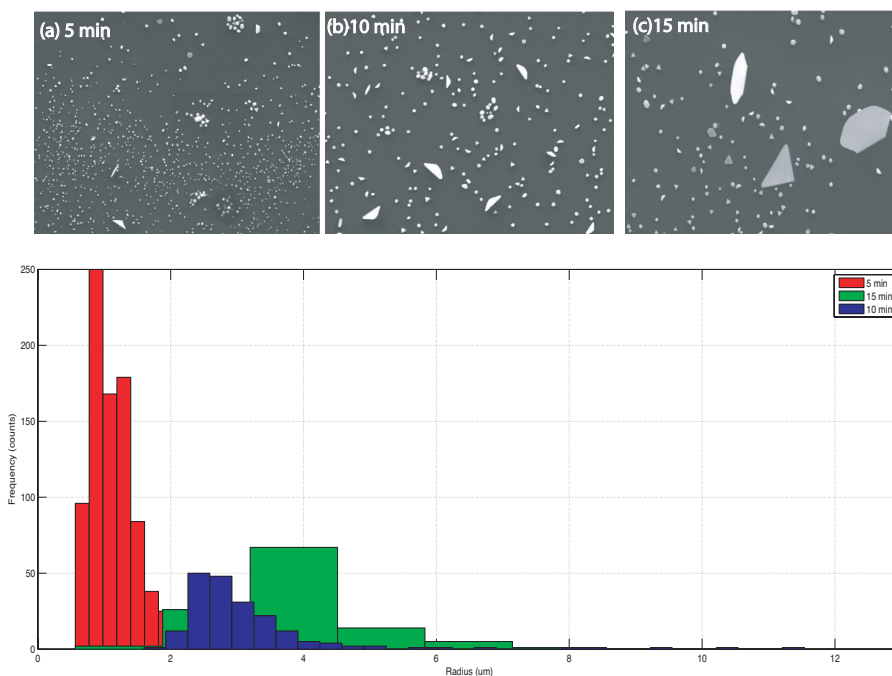 (a) 5 min
(b)10 min
(c)15 min
250
200
150
100
50
0
Frequency (counts)
5 min
15 min
10 min
0 2 4 6 8 10 12
Radius (um)